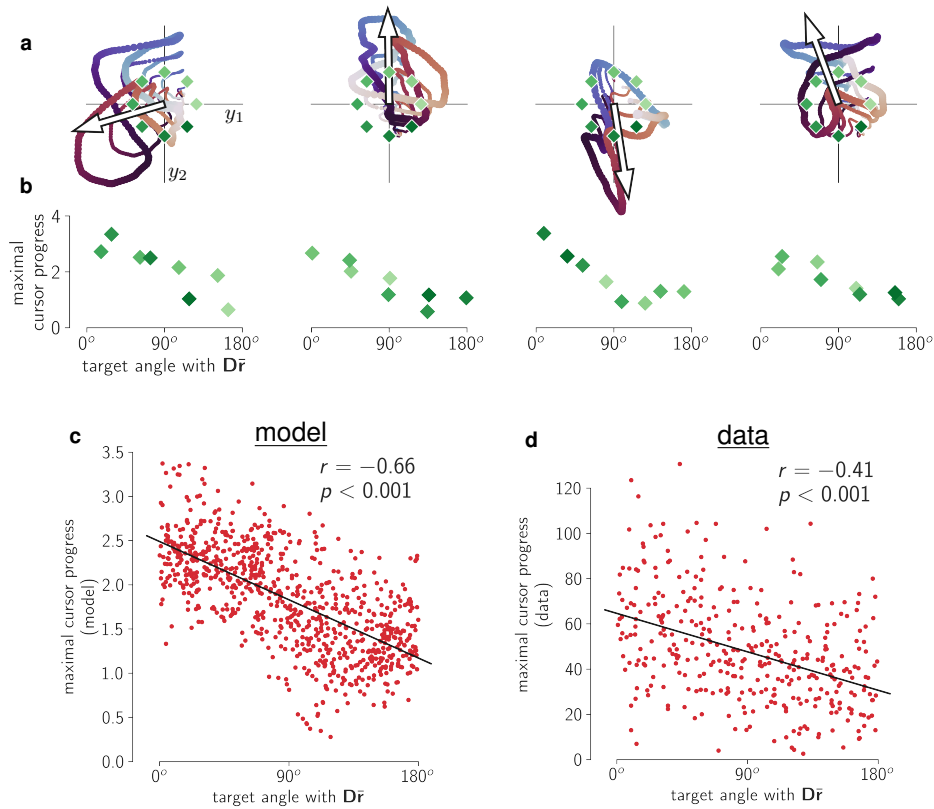 a
y₁
y₂
b
maximal
cursor progress
4
2
0
0° 90° 180° 0° 90° 180° 0° 90° 180° 0° 90° 180°
target angle with Dr̄
c
model
r = −0.66
p < 0.001
maximal cursor progress
(model)
3.5
3.0
2.5
2.0
1.5
1.0
0.5
0.0
0° 90° 180°
target angle with Dr̄
d
data
r = −0.41
p < 0.001
maximal cursor progress
(data)
120
100
80
60
40
20
0
0° 90° 180°
target angle with Dr̄